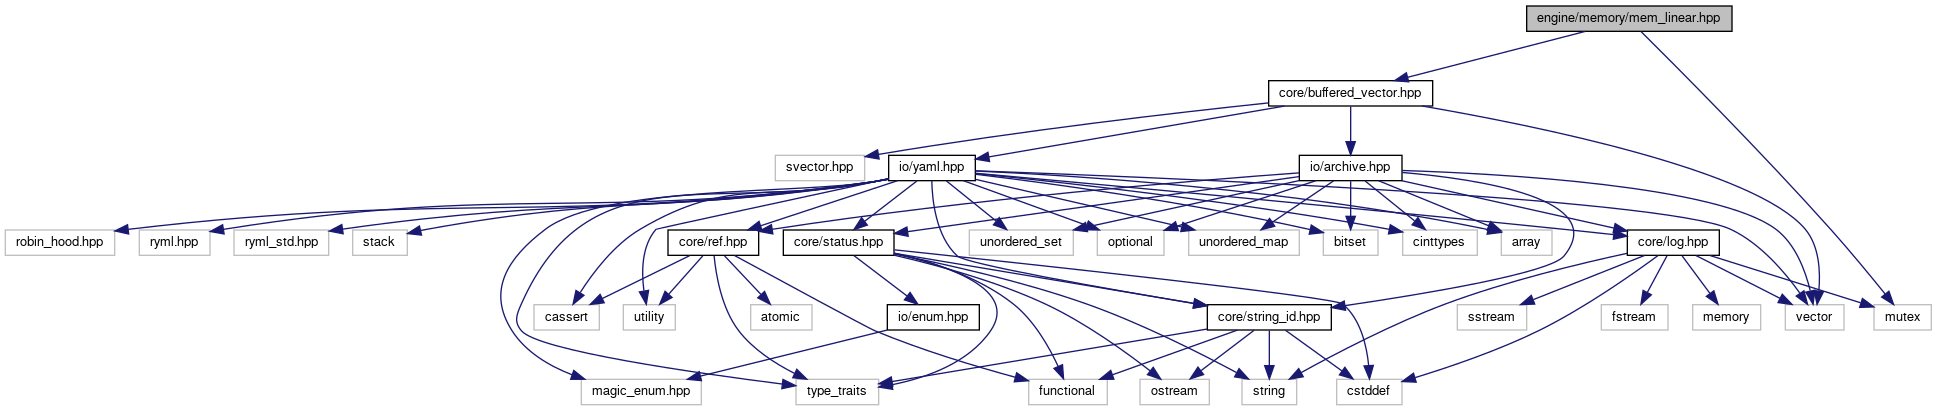 engine/memory/mem_linear.hpp
core/buffered_vector.hpp
svector.hpp
io/yaml.hpp
io/archive.hpp
robin_hood.hpp
ryml.hpp
ryml_std.hpp
stack
core/ref.hpp
core/status.hpp
unordered_set
optional
unordered_map
bitset
cinttypes
array
core/log.hpp
cassert
utility
atomic
io/enum.hpp
core/string_id.hpp
sstream
fstream
memory
vector
mutex
magic_enum.hpp
type_traits
functional
ostream
string
cstddef